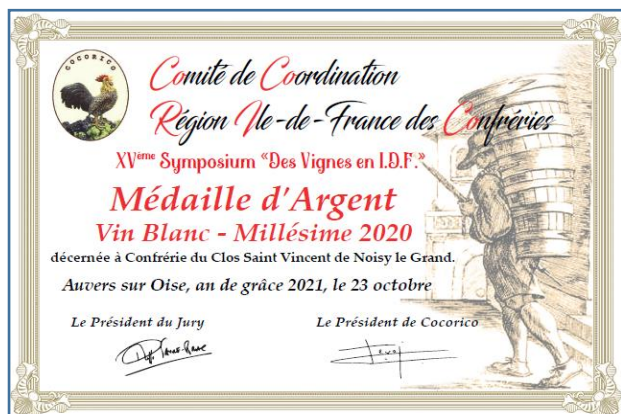 COCORICO
Comité de Coordination
Région Ile-de-France des Confréries
XVème Symposium «Des Vignes en I.D.F.»
Médaille d'Argent
Vin Blanc - Millésime 2020
décernée à Confrérie du Clos Saint Vincent de Noisy le Grand.
Auvers sur Oise, an de grâce 2021, le 23 octobre
Le Président du Jury Le Président de Cocorico